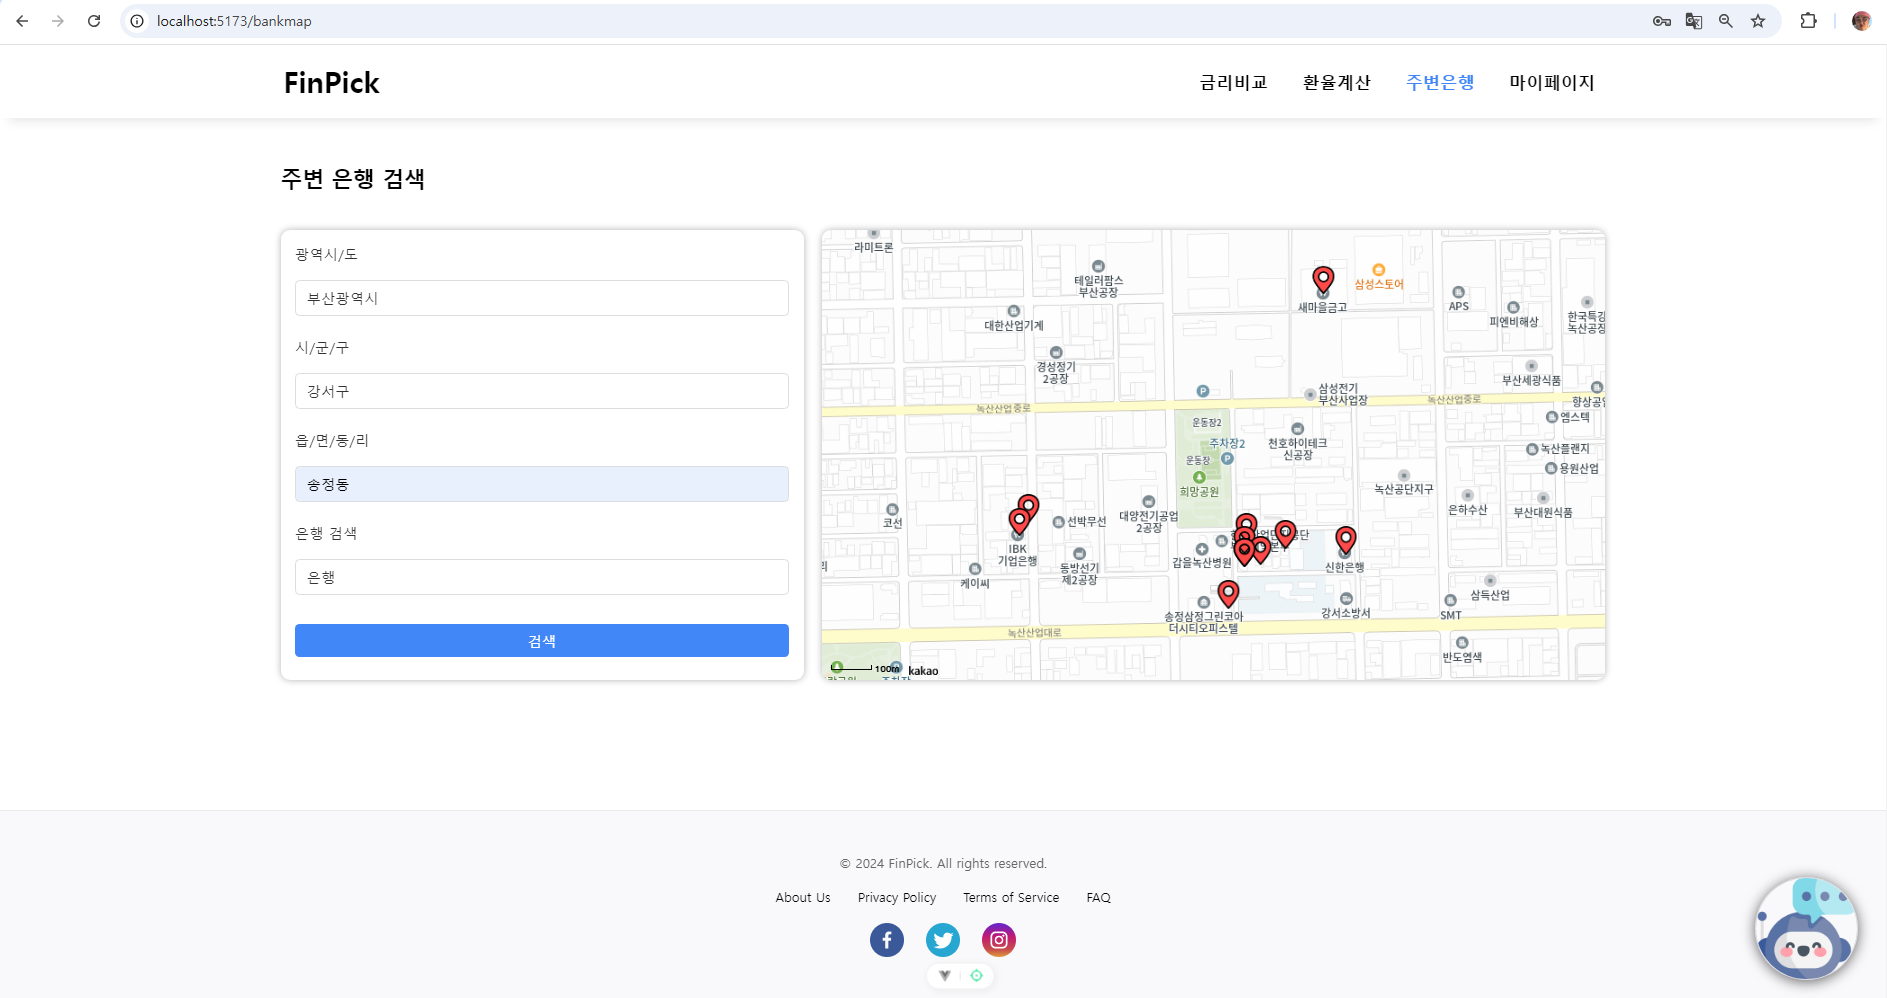 localhost:5173/bankmap
FinPick
금리비교
환율계산
주변은행
마이페이지
주변 은행 검색
광역시/도
부산광역시
시/군/구
강서구
읍/면/동/리
송정동
은행 검색
은행
검색
라미트론
테일러팜스
부산공장
대한산업기계
경성정기
2공장
새마을금고
삼성스토어
APS
피엔비해상
한국특강
녹산공장
부산세광식품
삼성전기
부산사업장
녹산산업중로
녹산산업중로
향상공업
엠스텍
운동장2
주차장2
운동장
희망공원
천호하이테크
신공장
녹산플랜지
용원산업
녹산공단지구
은하수산
부산대원식품
코선
선박무선
대양전기공업
2공장
IBK
기업은행
케이씨
동방선기
제2공장
갑을녹산병원
신한은행
송정삼정그린코아
더시티오피스텔
강서소방서
삼득산업
SMT
녹산산업대로
반도염색
100m
kakao
© 2024 FinPick. All rights reserved.
About Us
Privacy Policy
Terms of Service
FAQ